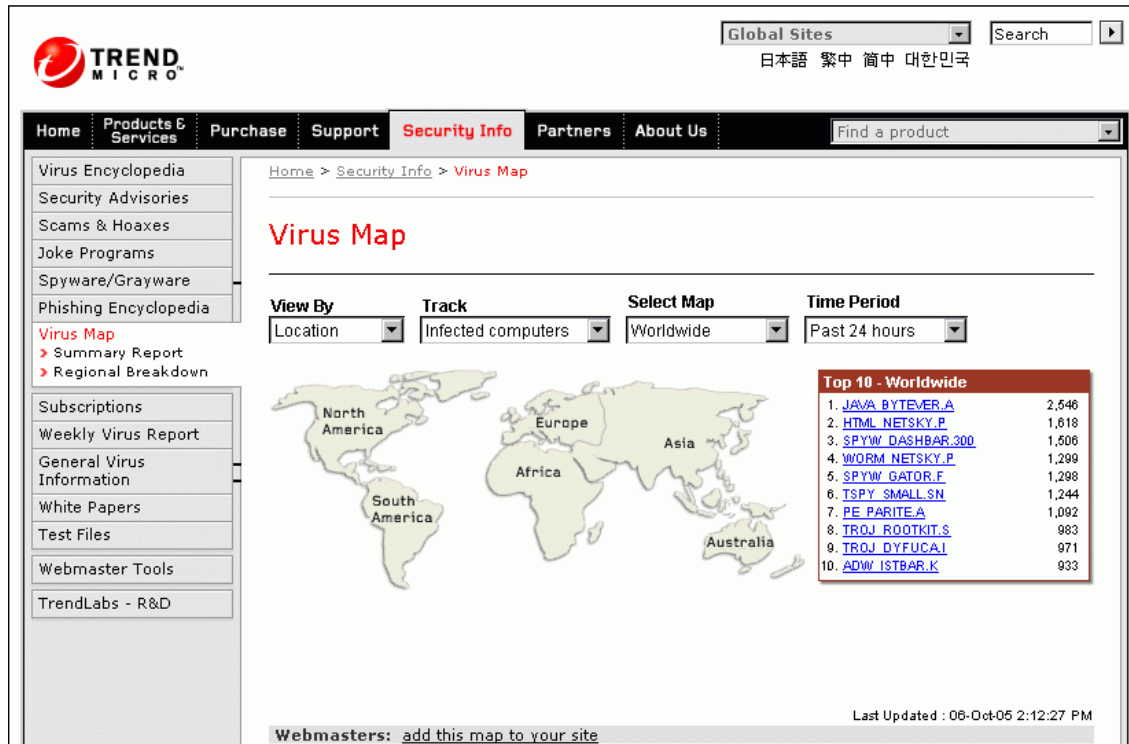 TREND
MICRO™
Global Sites
Search
日本語 繁中 简中 대한민국
Home
Products & Services
Purchase
Support
Security Info
Partners
About Us
Find a product
Virus Encyclopedia
Security Advisories
Scams & Hoaxes
Joke Programs
Spyware/Grayware
Phishing Encyclopedia
Virus Map
Summary Report
Regional Breakdown
Subscriptions
Weekly Virus Report
General Virus
Information
White Papers
Test Files
Webmaster Tools
TrendLabs - R&D
Home > Security Info > Virus Map
Virus Map
View By
Location
Track
Infected computers
Select Map
Worldwide
Time Period
Past 24 hours
North
America
Europe
Asia
Africa
South
America
Australia
Top 10 - Worldwide
1. JAVA_BYTEVER.A 2,546
2. HTML_NETSKY.P 1,618
3. SPYW_DASHBAR.300 1,506
4. WORM_NETSKY.P 1,299
5. SPYW_GATOR.F 1,298
6. TSPY_SMALL.SN 1,244
7. PE_PARITE.A 1,092
8. TROJ_ROOTKIT.S 983
9. TROJ_DYFUCA.I 971
10. ADW_ISTBAR.K 933
Last Updated : 06-Oct-05 2:12:27 PM
Webmasters: add this map to your site